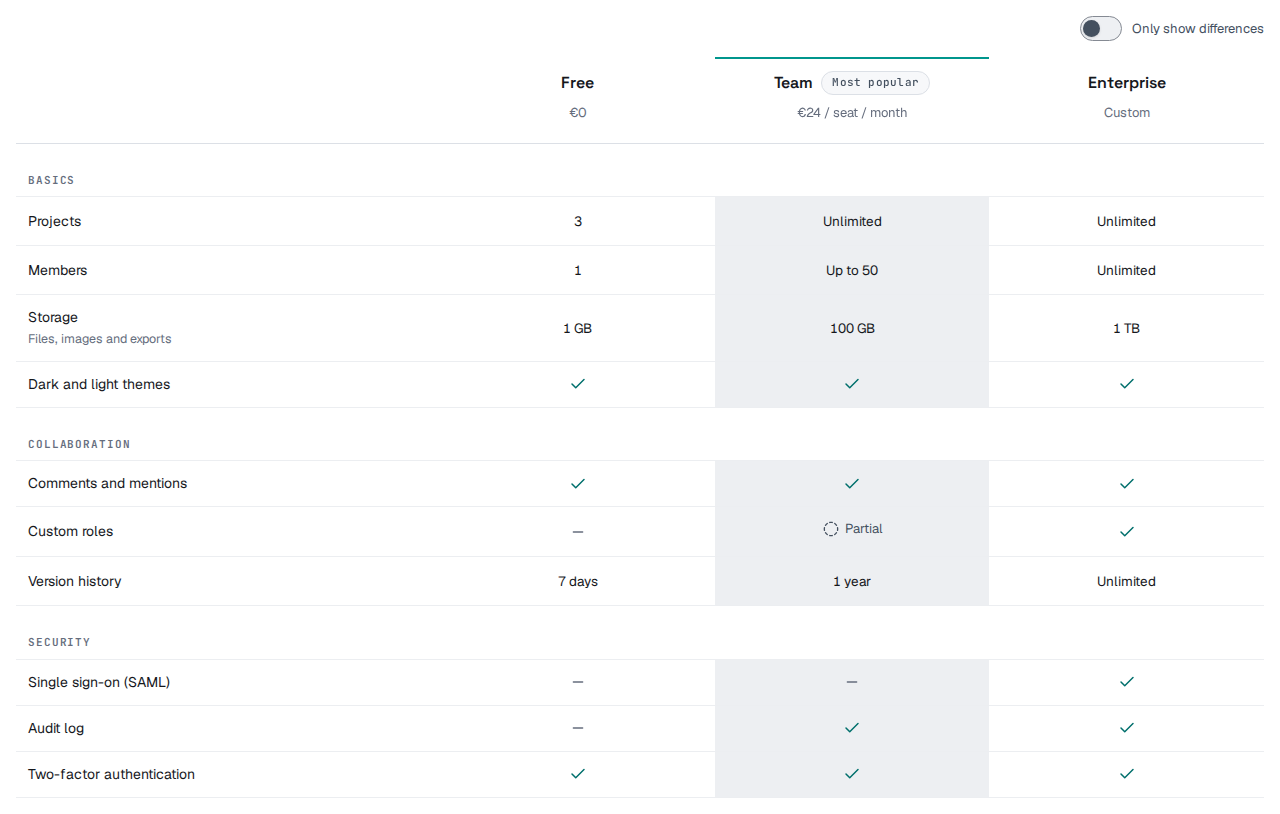 Only show differences
Free Team Most popular Enterprise
€0 €24 / seat / month Custom
BASICS
Projects 3 Unlimited Unlimited
Members 1 Up to 50 Unlimited
Storage
Files, images and exports
1 GB 100 GB 1 TB
Dark and light themes
COLLABORATION
Comments and mentions
Custom roles — Partial
Version history 7 days 1 year Unlimited
SECURITY
Single sign-on (SAML) — —
Audit log —
Two-factor authentication